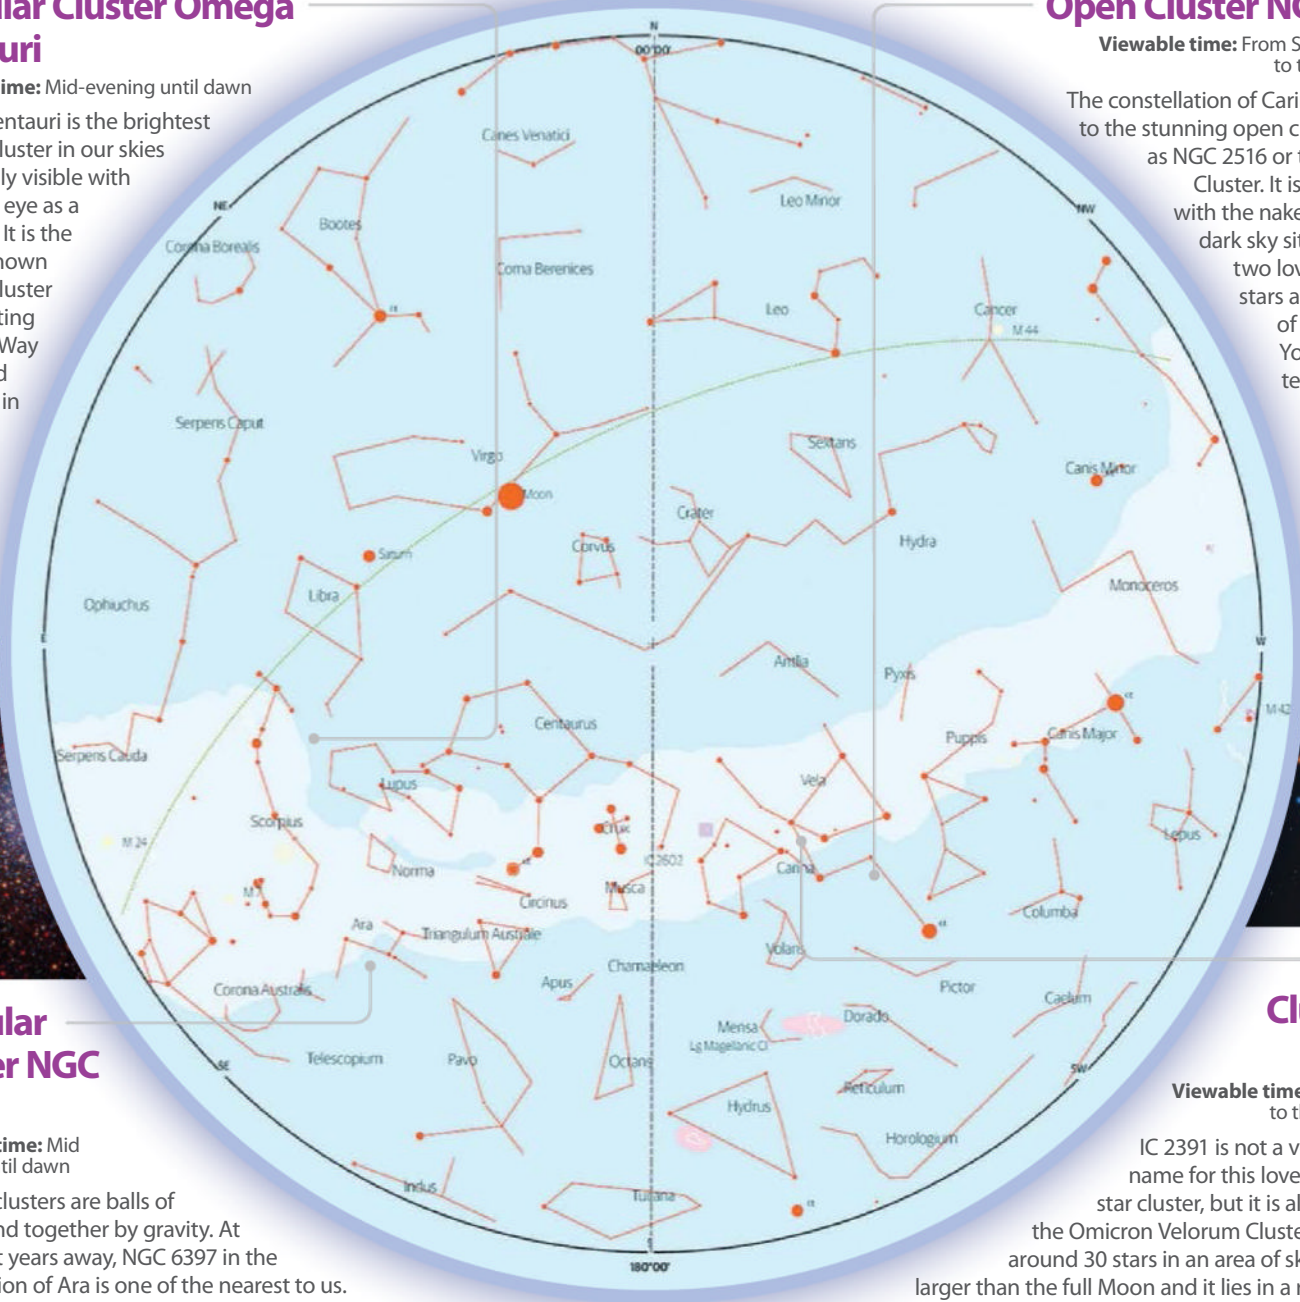 lar Cluster Omega
uri
ime: Mid-evening until dawn
entauri is the brightest
luster in our skies
ly visible with
eye as a
It is the
nown
luster
ting
Way
d
in
Open Cluster NG
Viewable time: From S
to t
The constellation of Cari
to the stunning open c
as NGC 2516 or t
Cluster. It is
with the nake
dark sky sit
two lov
stars a
of
Yo
te
N
00°00'
NE
NW
Canes Venatici
Leo Minor
Bootes
Corona Borealis
Coma Berenices
Leo
Cancer
M 44
α
Serpens Caput
Virgo
Sextans
Canis Minor
Moon
Crater
Corvus
Hydra
Saturn
Libra
Ophiuchus
Monoceros
E
W
Antlia
Pyxis
α
M 42
Centaurus
Puppis
Canis Major
Serpens Cauda
Lupus
Vela
Scorpius
Crux
Lepus
M 24
IC2602
α
Norma
Carina
M7
Musca
Circinus
Columba
Ara
Triangulum Australe
α
Volans
Chamaeleon
Apus
Corona Australis
Pictor
Caelum
Mensa
Dorado
Lg Magellanic Cl
Telescopium
Pavo
Octans
SE
SW
Reticulum
Hydrus
Horologium
Indus
Tucana
α
S
180°00'
ular
er NGC
time: Mid
til dawn
clusters are balls of
nd together by gravity. At
t years away, NGC 6397 in the
ion of Ara is one of the nearest to us.
Cl
Viewable time
to th
IC 2391 is not a v
name for this love
star cluster, but it is al
the Omicron Velorum Cluste
around 30 stars in an area of sk
larger than the full Moon and it lies in a r